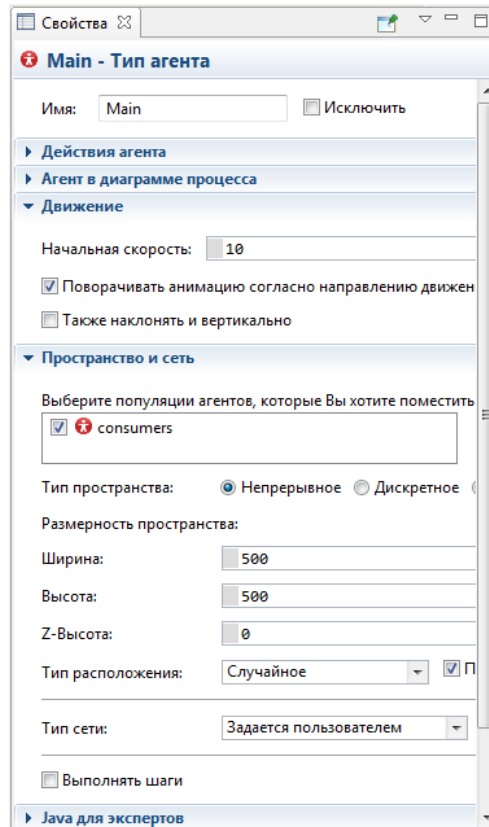 Свойства
Main - Тип агента
Имя: Main Исключить
Действия агента
Агент в диаграмме процесса
Движение
Начальная скорость: 10
Поворачивать анимацию согласно направлению движен
Также наклонять и вертикально
Пространство и сеть
Выберите популяции агентов, которые Вы хотите поместить
consumers
Тип пространства: Непрерывное Дискретное
Размерность пространства:
Ширина: 500
Высота: 500
Z-Высота: 0
Тип расположения: Случайное П
Тип сети: Задается пользователем
Выполнять шаги
Java для экспертов